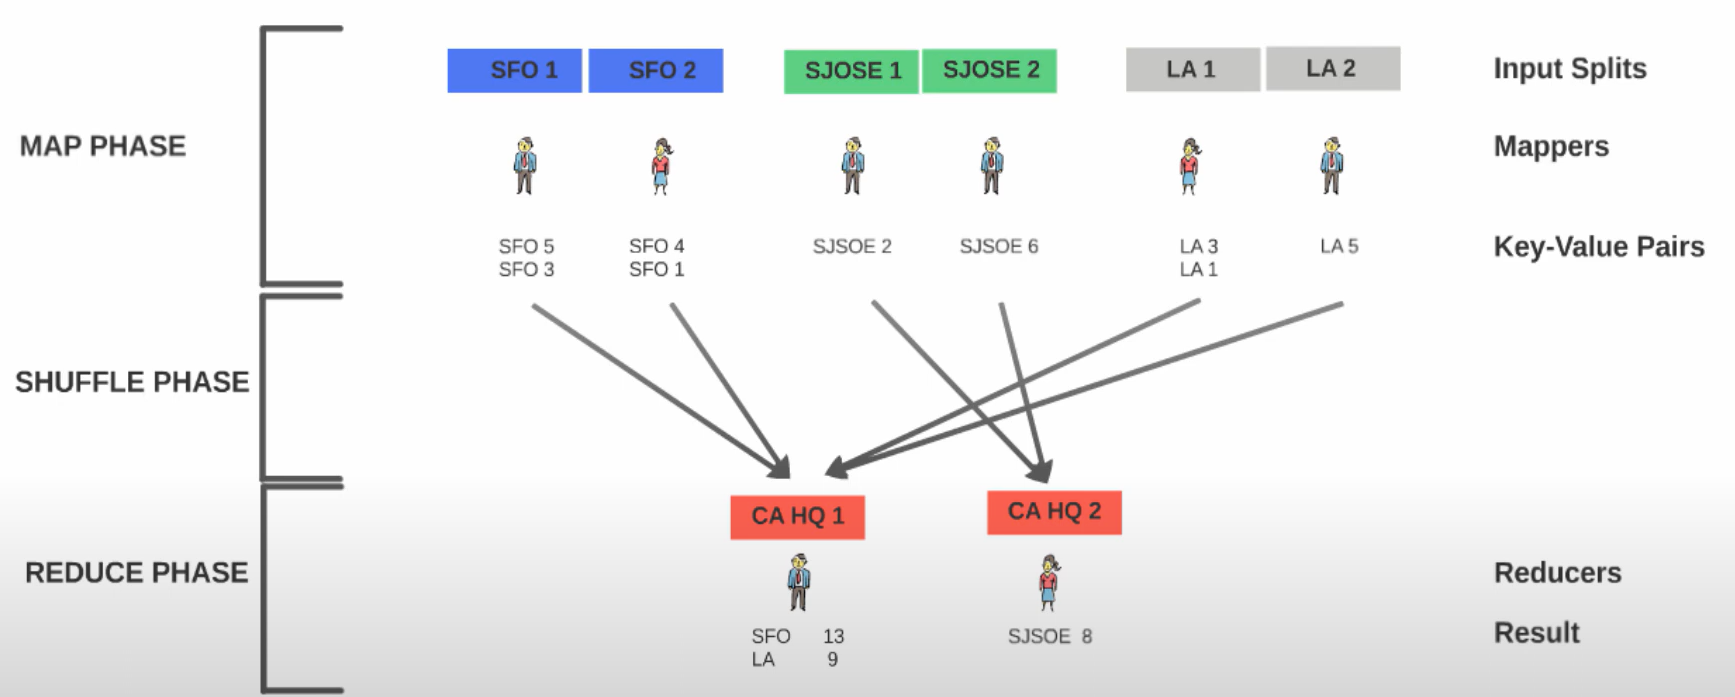 SFO 1 SFO 2 SJOSE 1 SJOSE 2 LA 1 LA 2 Input Splits
MAP PHASE Mappers
SFO 5 SFO 4 SJSOE 2 SJSOE 6 LA 3 LA 5 Key-Value Pairs
SFO 3 SFO 1 LA 1
SHUFFLE PHASE
CA HQ 1 CA HQ 2
REDUCE PHASE Reducers
SFO 13 SJSOE 8 Result
LA 9